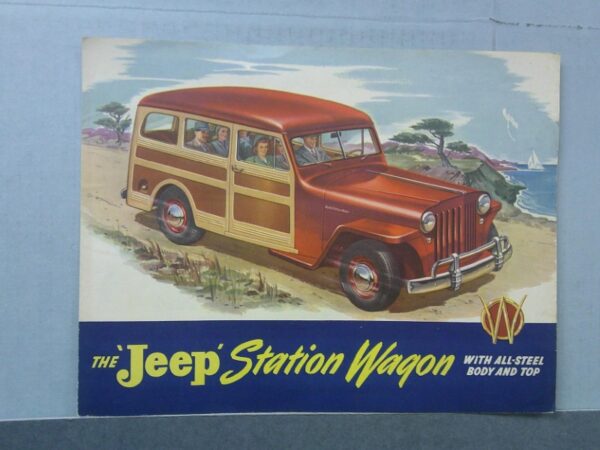 THE 'Jeep' Station Wagon
WITH ALL-STEEL
BODY AND TOP
W